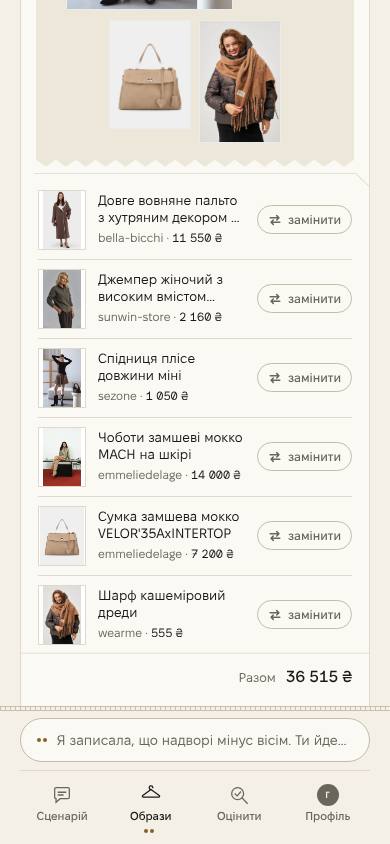 Довге вовняне пальто
з хутряним декором ...
bella-bicchi · 11 550 ₴
замінити
Джемпер жіночий з
високим вмістом...
sunwin-store · 2 160 ₴
замінити
Спідниця плісе
довжини міні
sezone · 1 050 ₴
замінити
Чоботи замшеві мокко
MACH на шкірі
emmeliedelage · 14 000 ₴
замінити
Сумка замшева мокко
VELOR'35AxINTERTOP
emmeliedelage · 7 200 ₴
замінити
Шарф кашеміровий
дреди
wearme · 555 ₴
замінити
Разом 36 515 ₴
Я записала, що надворі мінус вісім. Ти йде...
Сценарій
Образи
Оцінити
г
Профіль